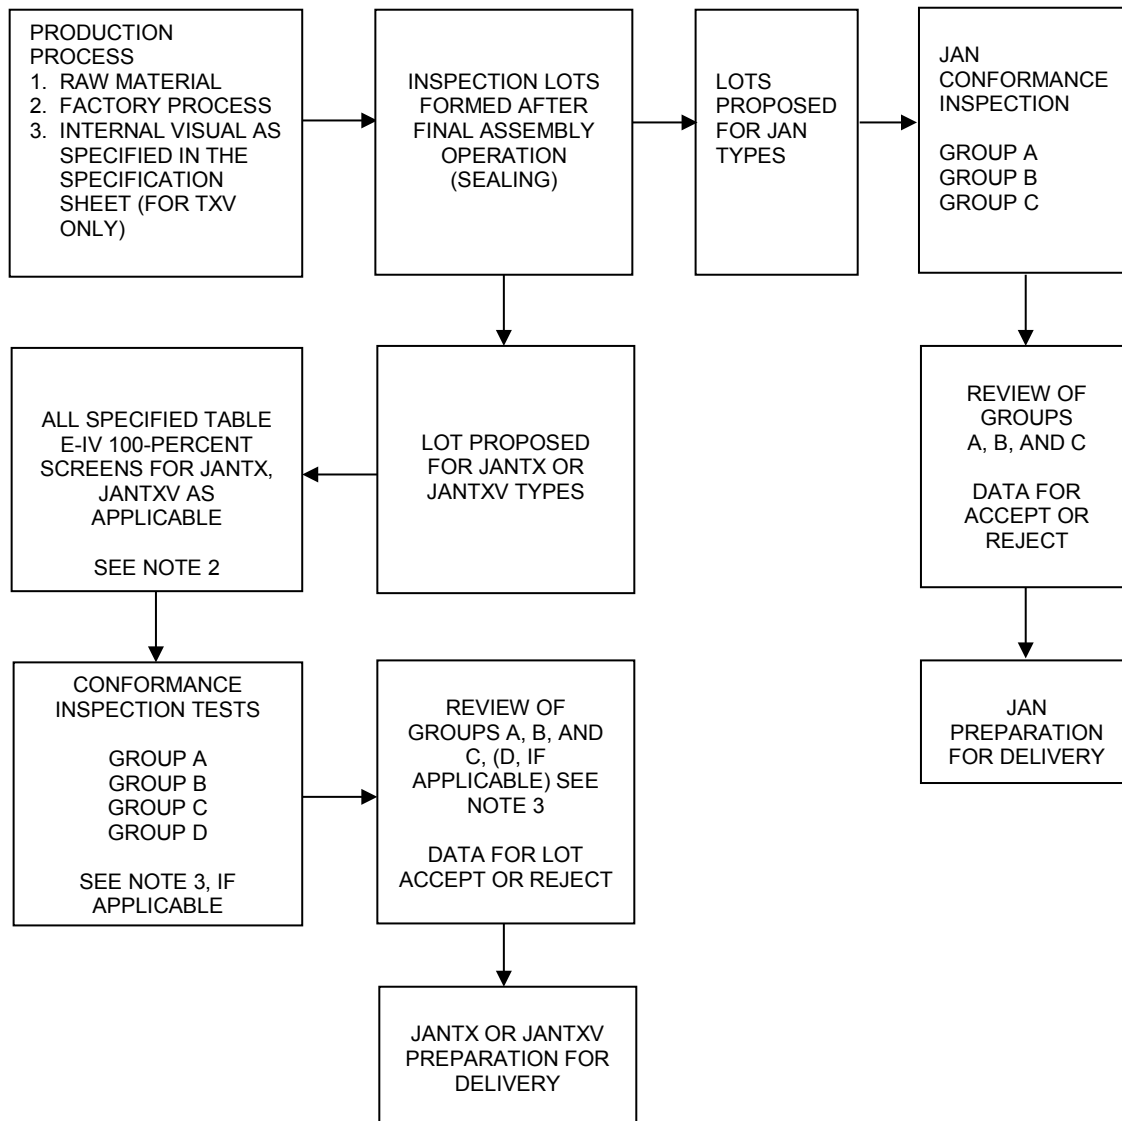 PRODUCTION
PROCESS
1. RAW MATERIAL
2. FACTORY PROCESS
3. INTERNAL VISUAL AS
SPECIFIED IN THE
SPECIFICATION
SHEET (FOR TXV
ONLY)
INSPECTION LOTS
FORMED AFTER
FINAL ASSEMBLY
OPERATION
(SEALING)
LOTS
PROPOSED
FOR JAN
TYPES
JAN
CONFORMANCE
INSPECTION
GROUP A
GROUP B
GROUP C
ALL SPECIFIED TABLE
E-IV 100-PERCENT
SCREENS FOR JANTX,
JANTXV AS
APPLICABLE
SEE NOTE 2
LOT PROPOSED
FOR JANTX OR
JANTXV TYPES
REVIEW OF
GROUPS
A, B, AND C
DATA FOR
ACCEPT OR
REJECT
CONFORMANCE
INSPECTION TESTS
GROUP A
GROUP B
GROUP C
GROUP D
SEE NOTE 3, IF
APPLICABLE
REVIEW OF
GROUPS A, B, AND
C, (D, IF
APPLICABLE) SEE
NOTE 3
DATA FOR LOT
ACCEPT OR REJECT
JAN
PREPARATION
FOR DELIVERY
JANTX OR JANTXV
PREPARATION FOR
DELIVERY